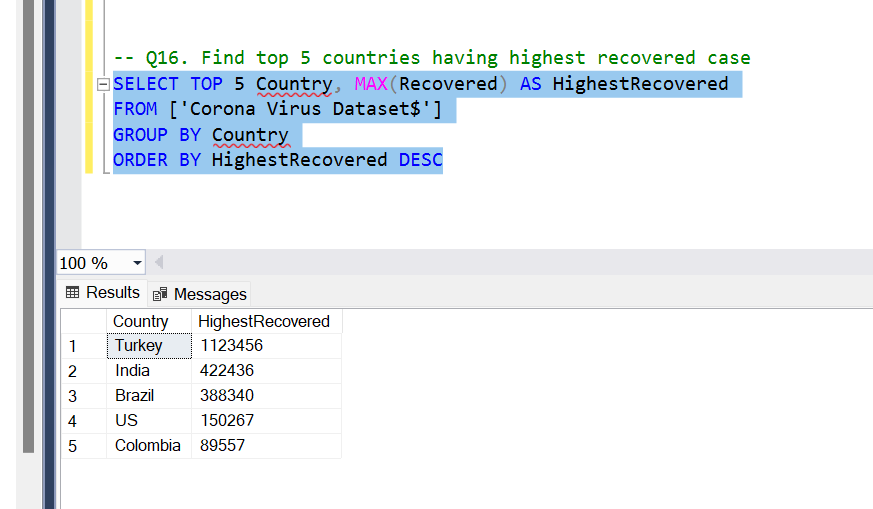 -- Q16. Find top 5 countries having highest recovered case
SELECT TOP 5 Country, MAX(Recovered) AS HighestRecovered
FROM ['Corona Virus Dataset$']
GROUP BY Country
ORDER BY HighestRecovered DESC
100 %
Results Messages
Country HighestRecovered
1 Turkey 1123456
2 India 422436
3 Brazil 388340
4 US 150267
5 Colombia 89557